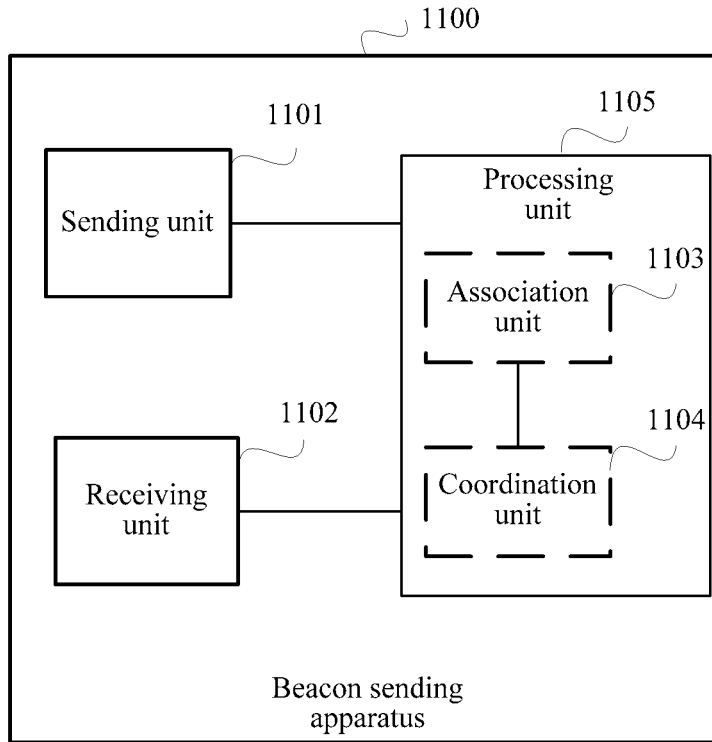 1100
1101
1105
Sending unit
Processing
unit
1103
Association
unit
1102
1104
Receiving
unit
Coordination
unit
Beacon sending
apparatus